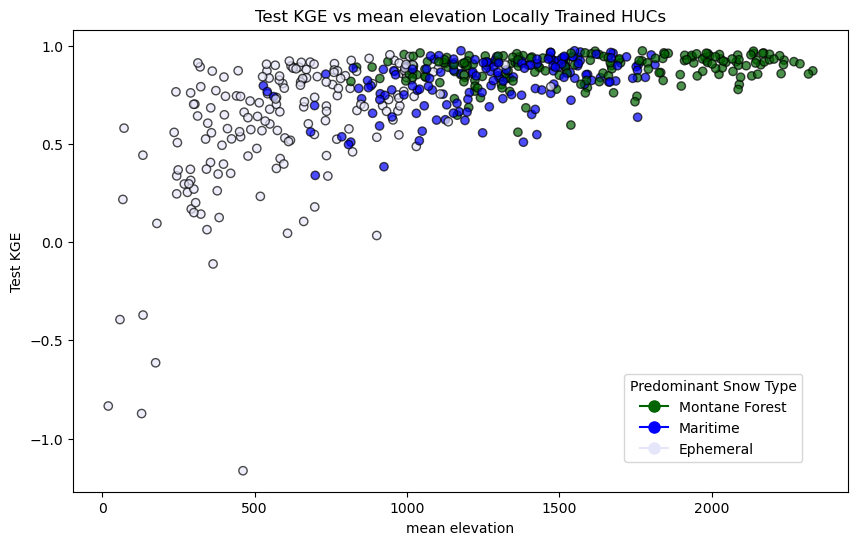 Test KGE vs mean elevation Locally Trained HUCs
1.0
0.5
0.0
−0.5
−1.0
Test KGE
0
500
1000
1500
2000
mean elevation
Predominant Snow Type
Montane Forest
Maritime
Ephemeral